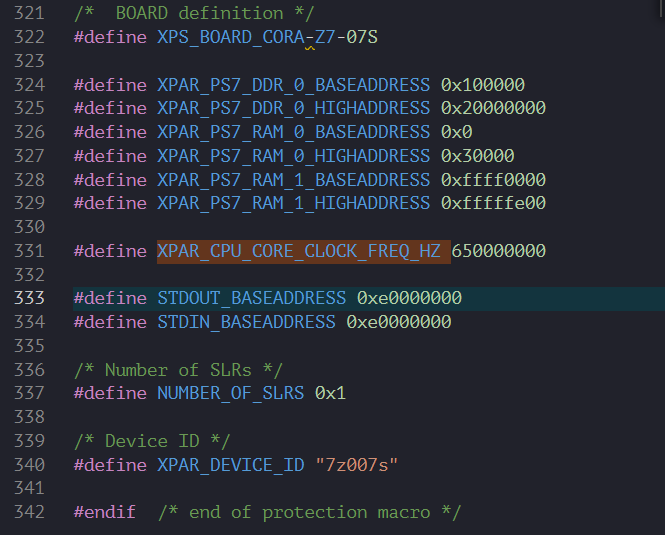 321 /*  BOARD definition */
322 #define XPS_BOARD_CORA-Z7-07S
323
324 #define XPAR_PS7_DDR_0_BASEADDRESS 0x100000
325 #define XPAR_PS7_DDR_0_HIGHADDRESS 0x20000000
326 #define XPAR_PS7_RAM_0_BASEADDRESS 0x0
327 #define XPAR_PS7_RAM_0_HIGHADDRESS 0x30000
328 #define XPAR_PS7_RAM_1_BASEADDRESS 0xffff0000
329 #define XPAR_PS7_RAM_1_HIGHADDRESS 0xfffffe00
330
331 #define XPAR_CPU_CORE_CLOCK_FREQ_HZ 650000000
332
333 #define STDOUT_BASEADDRESS 0xe0000000
334 #define STDIN_BASEADDRESS 0xe0000000
335
336 /* Number of SLRs */
337 #define NUMBER_OF_SLRS 0x1
338
339 /* Device ID */
340 #define XPAR_DEVICE_ID "7z007s"
341
342 #endif  /* end of protection macro */